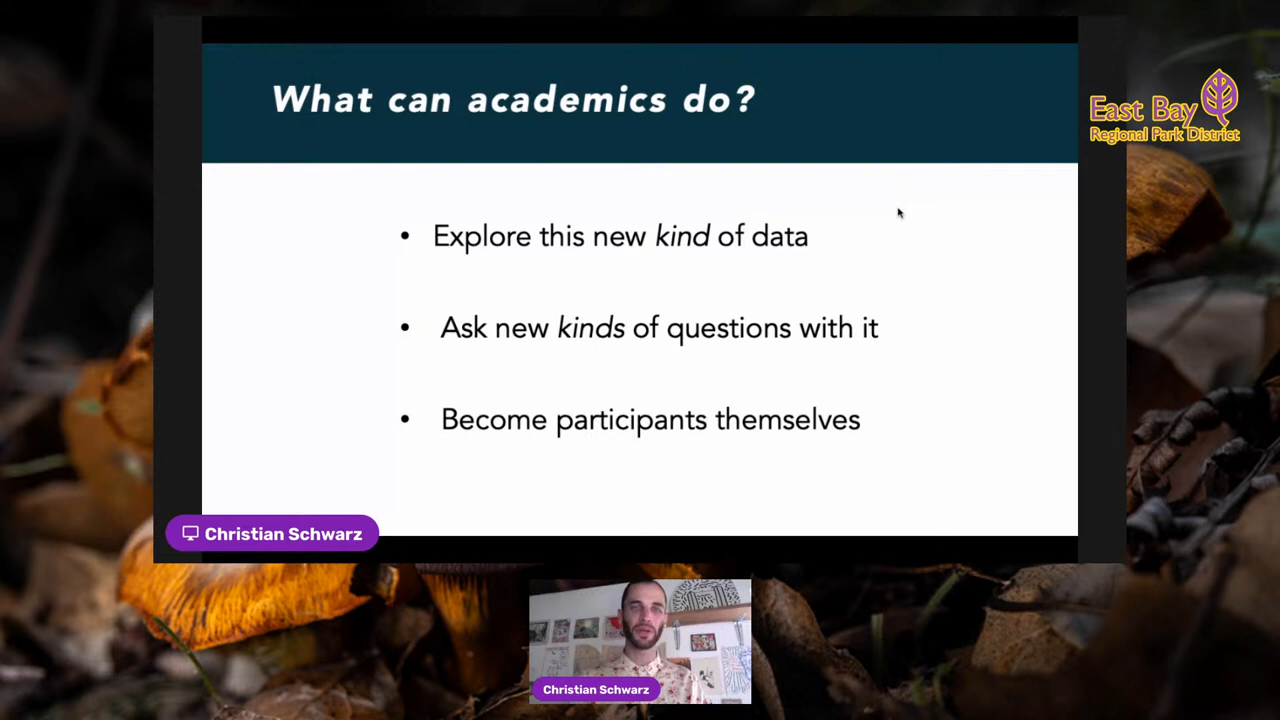 What can academics do?
East Bay
Regional Park District
• Explore this new kind of data
• Ask new kinds of questions with it
• Become participants themselves
Christian Schwarz
Christian Schwarz